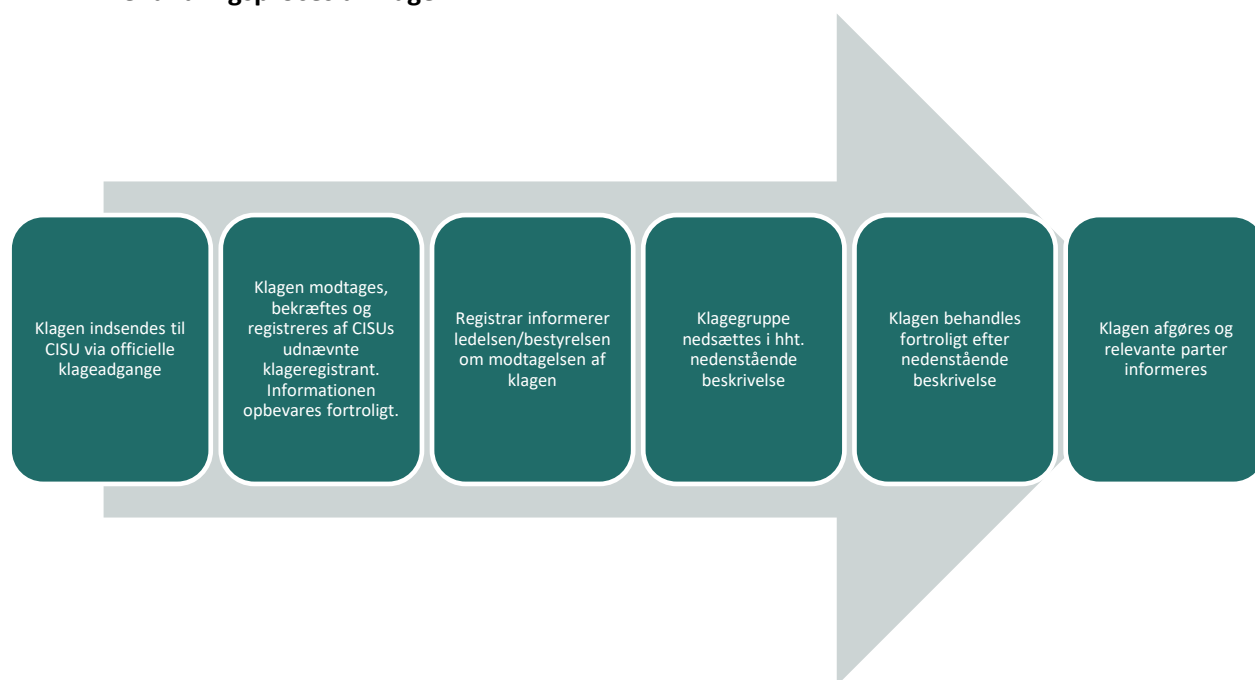 Klagen indsendes til
CISU via officielle
klageadgange
Klagen modtages,
bekræftes og
registreres af CISUs
udnævnte
klageregistrant.
Informationen
opbevares fortroligt.
Registrar informerer
ledelsen/bestyrelsen
om modtagelsen af
klagen
Klagegruppe
nedsættes i hht.
nedenstående
beskrivelse
Klagen behandles
fortroligt efter
nedenstående
beskrivelse
Klagen afgøres og
relevante parter
informeres